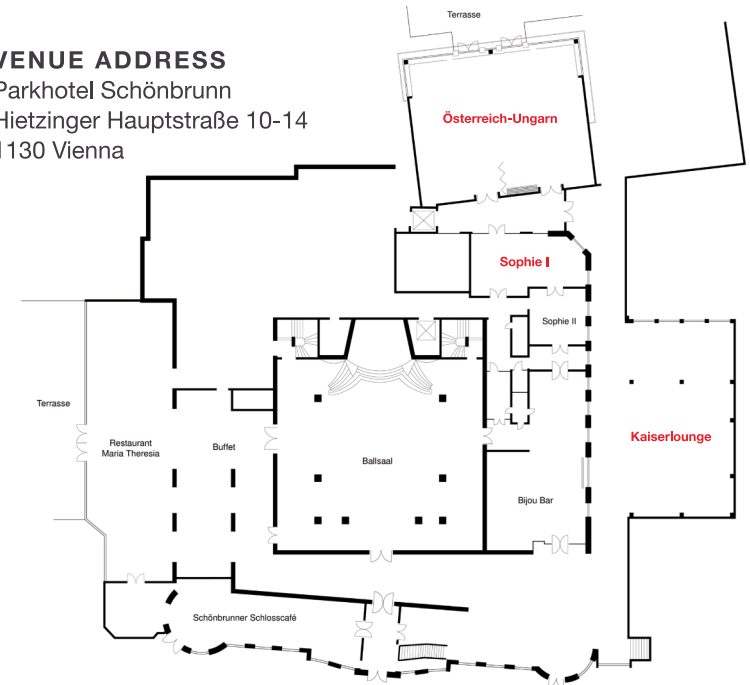 VENUE ADDRESS
Parkhotel Schönbrunn
Hietzinger Hauptstraße 10-14
1130 Vienna
Terrasse
Österreich-Ungarn
Sophie I
Sophie II
Terrasse
Restaurant
Maria Theresia
Buffet
Ballsaal
Kaiserlounge
Bijou Bar
Schönbrunner Schlosscafé